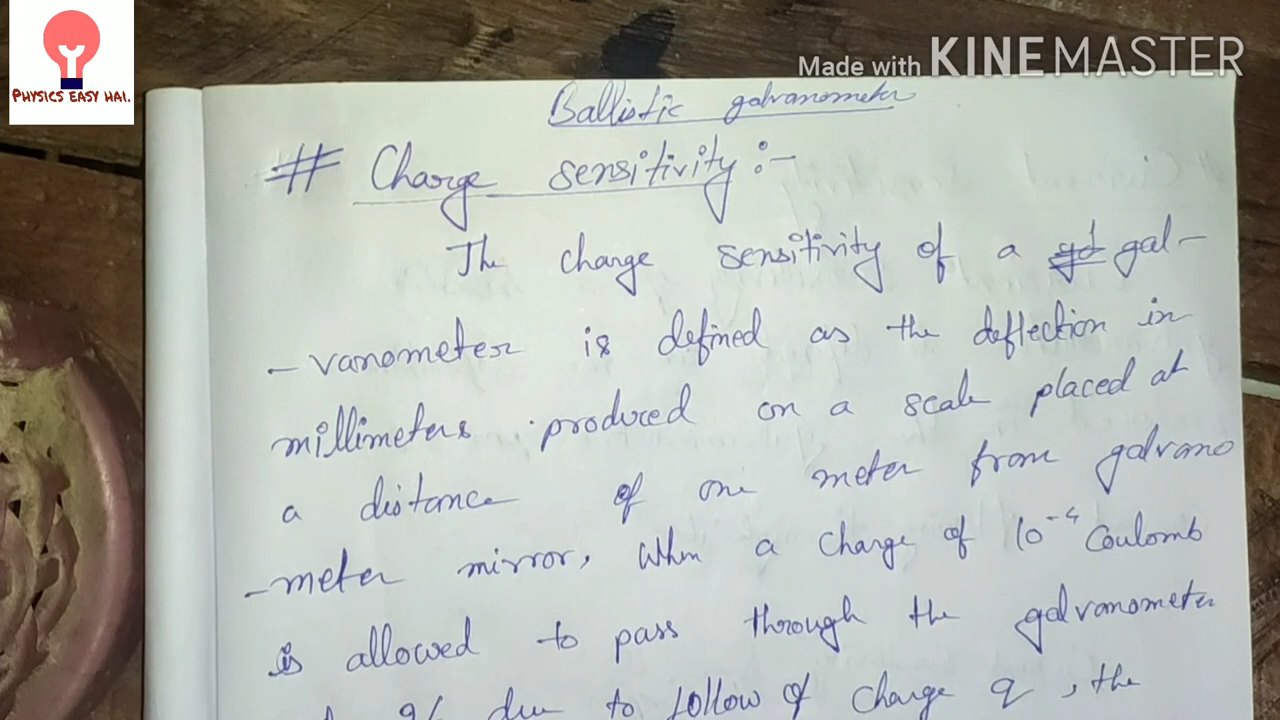 PHYSICS EASY HAI.
Made with KINEMASTER
Ballistic galvanometer
# Charge sensitivity :-
The charge sensitivity of a gal-
-vanometer is defined as the deflection in
millimeters produced on a scale placed at
a distance of one meter from galvano
-meter mirror, When a charge of 10⁻⁴ Coulomb
is allowed to pass through the galvanometer
due to follow of charge q, the